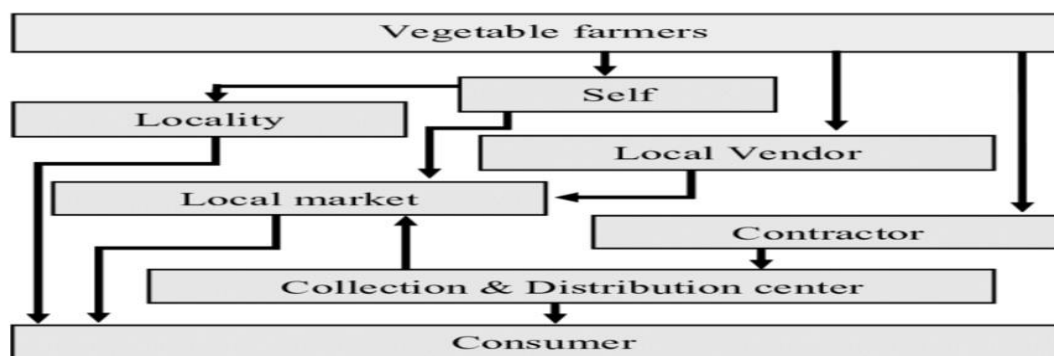 Vegetable farmers
Self
Locality
Local Vendor
Local market
Contractor
Collection & Distribution center
Consumer